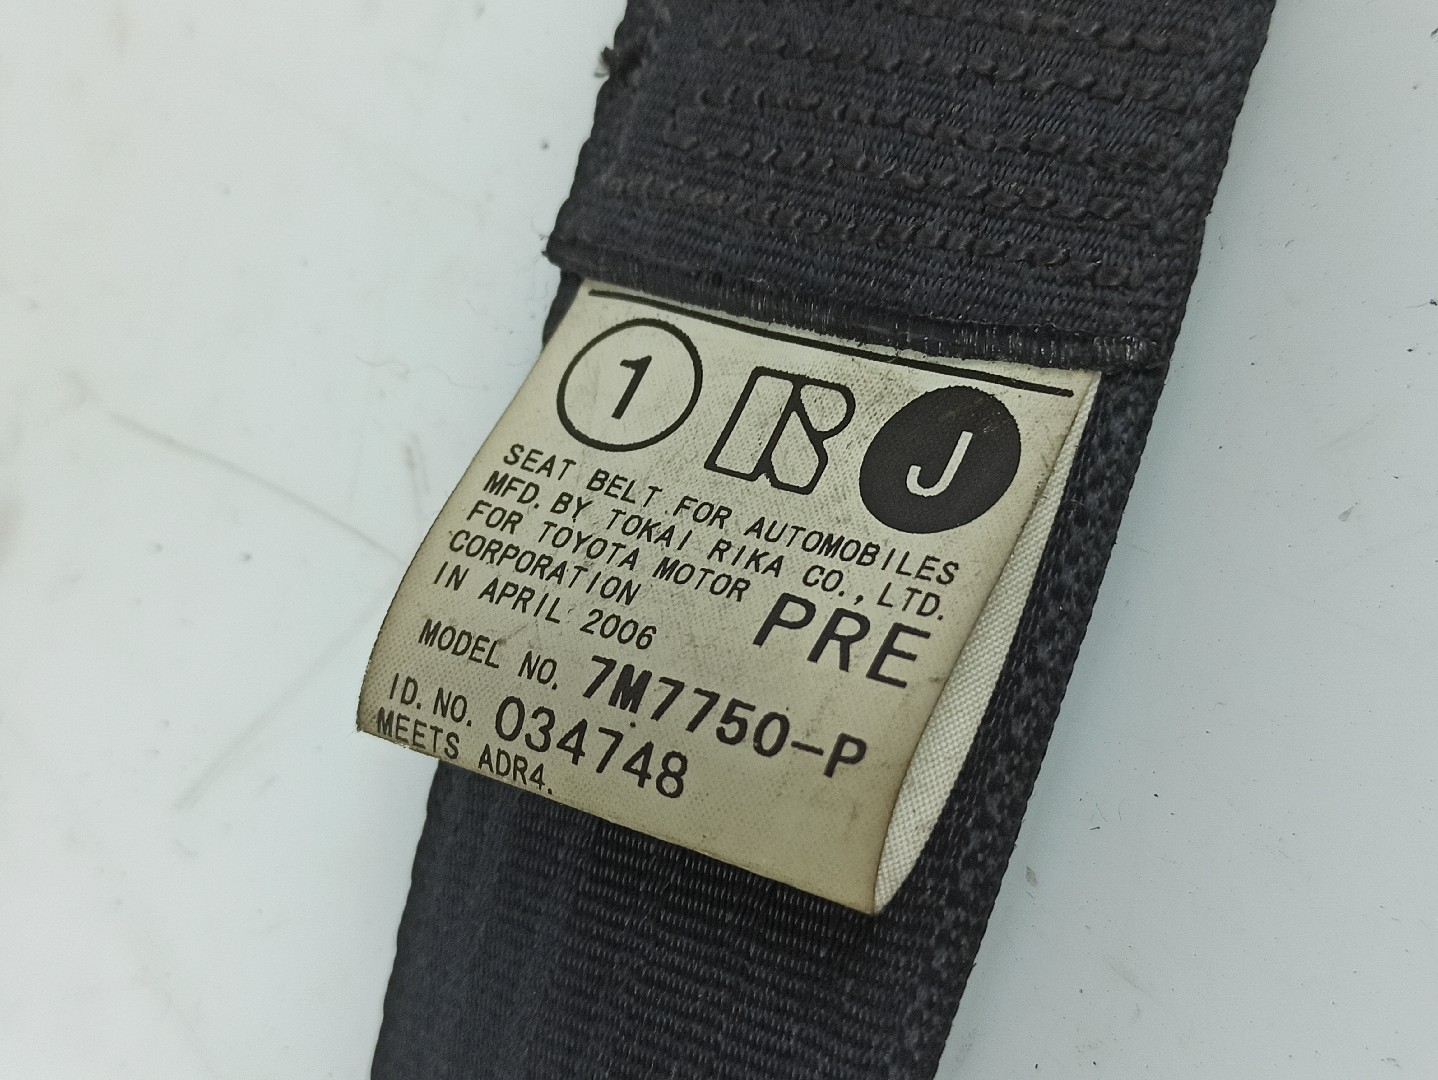 1 K J
SEAT BELT FOR AUTOMOBILES
MFD. BY TOKAI RIKA CO., LTD.
FOR TOYOTA MOTOR
CORPORATION
IN APRIL 2006 PRE
MODEL NO. 7M7750-P
ID. NO. 034748
MEETS ADR4.